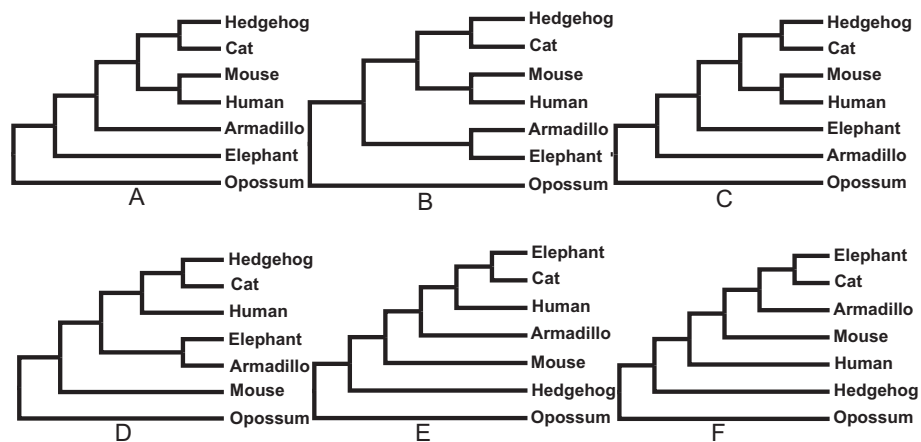 Hedgehog
Cat
Mouse
Human
Armadillo
Elephant
Opossum
A
Hedgehog
Cat
Mouse
Human
Armadillo
Elephant
Opossum
B
Hedgehog
Cat
Mouse
Human
Elephant
Armadillo
Opossum
C
Hedgehog
Cat
Human
Elephant
Armadillo
Mouse
Opossum
D
Elephant
Cat
Human
Armadillo
Mouse
Hedgehog
Opossum
E
Elephant
Cat
Armadillo
Mouse
Human
Hedgehog
Opossum
F